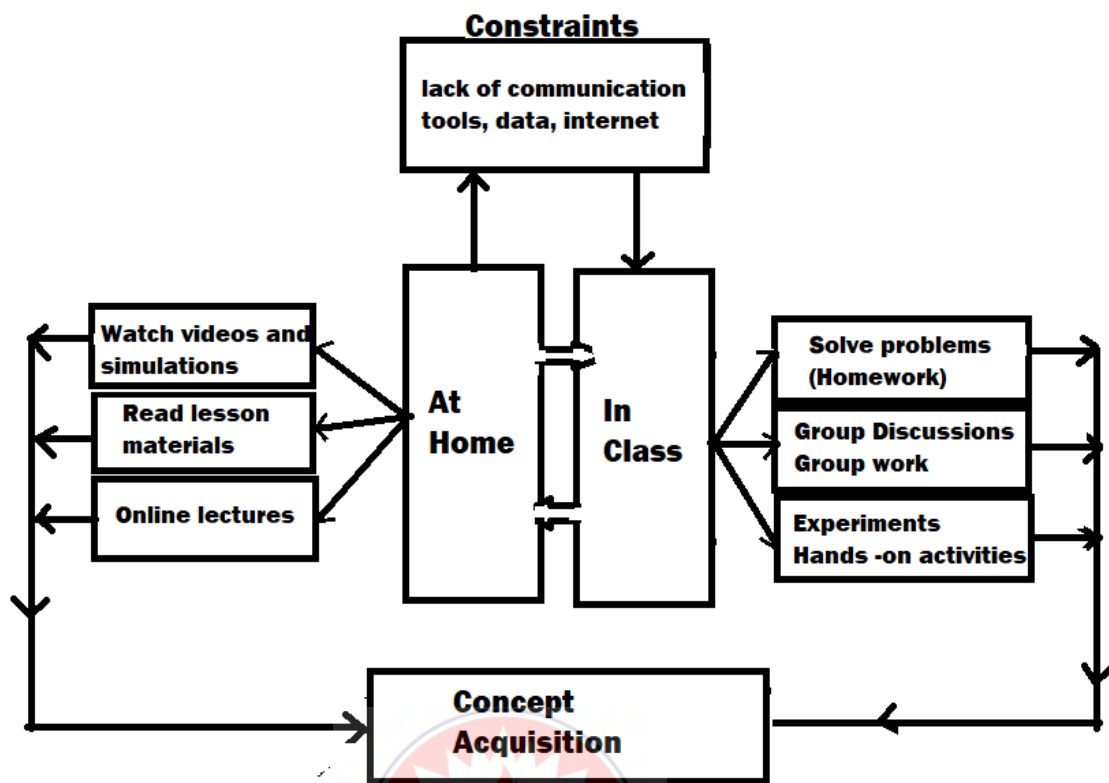 Constraints
lack of communication
tools, data, internet
Watch videos and
simulations
Read lesson
materials
Online lectures
At
Home
In
Class
Solve problems
(Homework)
Group Discussions
Group work
Experiments
Hands -on activities
Concept
Acquisition